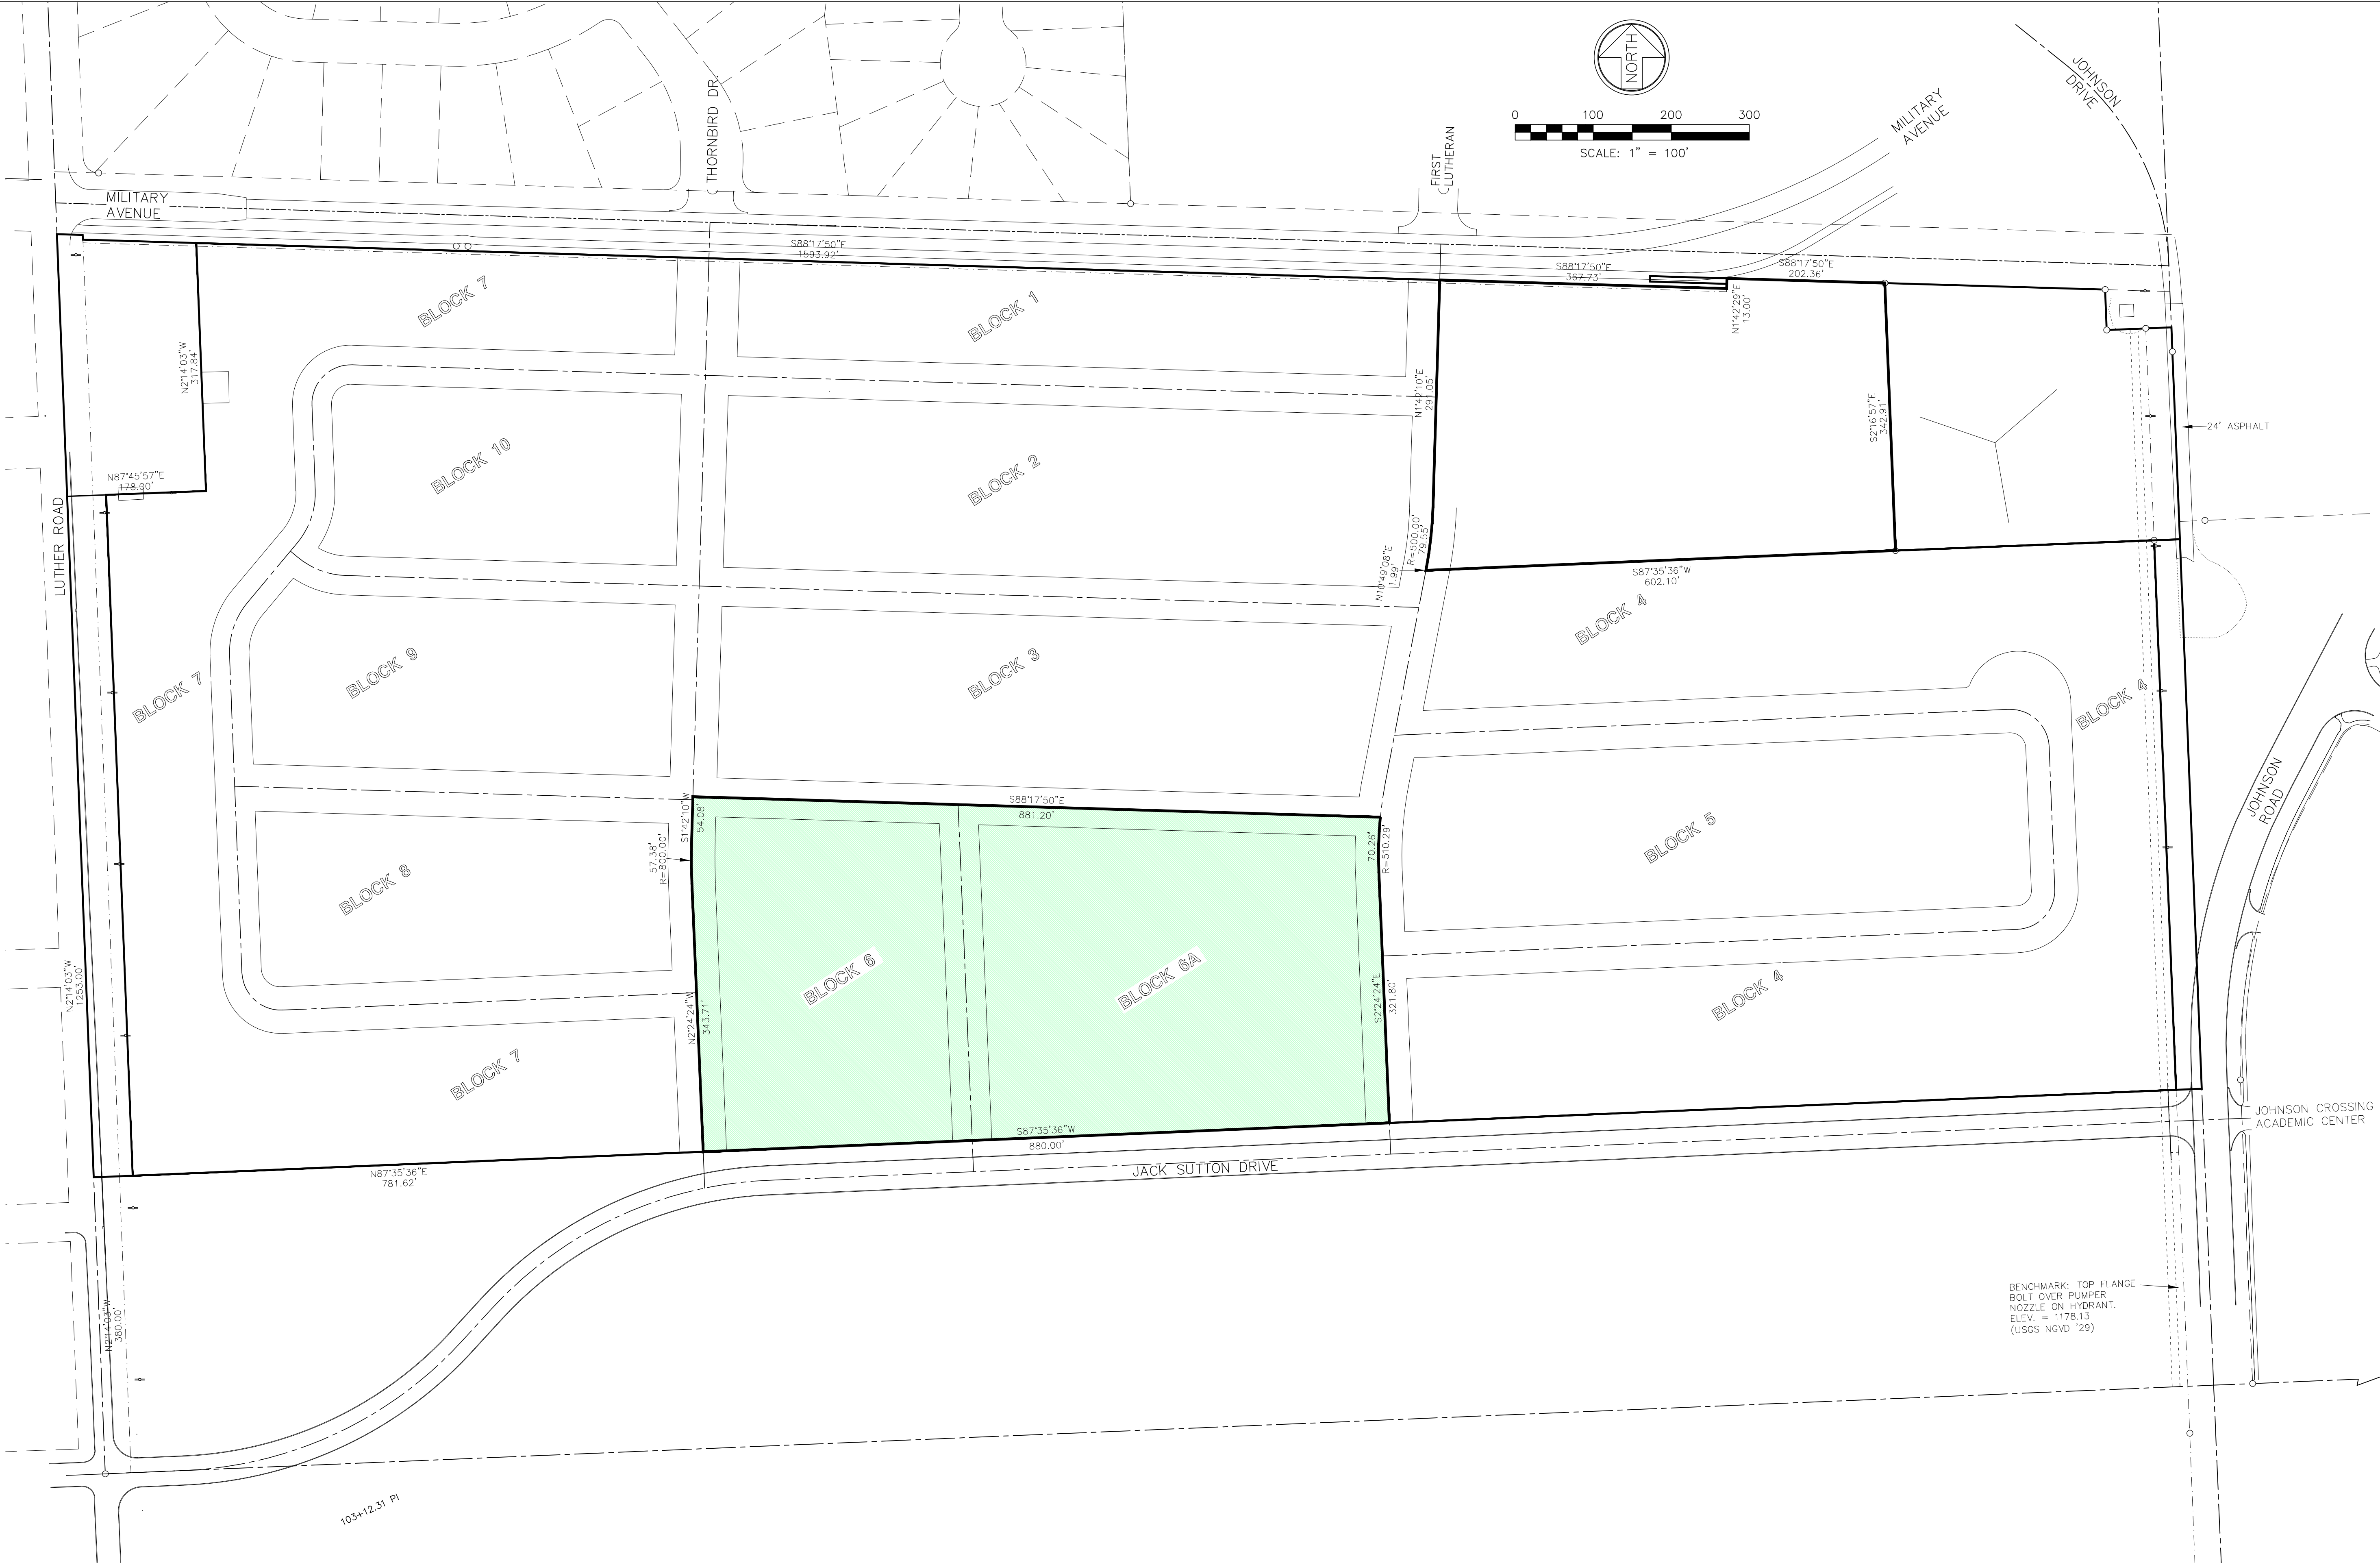 NORTH
0 100 200 300
SCALE: 1" = 100'
JOHNSON
DRIVE
MILITARY
AVENUE
THORNBIRD DR.
FIRST
LUTHERAN
MILITARY
AVENUE
S88°17'50"E
1593.92'
S88°17'50"E
367.73'
S88°17'50"E
202.36'
N1°42'29"E
13.00'
BLOCK 7
BLOCK 1
N2°14'03"W
317.84'
N1°42'10"E
291.05'
S2°16'57"E
342.91'
24' ASPHALT
BLOCK 10
BLOCK 2
N87°45'57"E
178.00'
LUTHER ROAD
R=500.00'
79.55'
N10°49'08"E
1.99'
S87°35'36"W
602.10'
BLOCK 4
BLOCK 9
BLOCK 3
BLOCK 7
BLOCK 4
JOHNSON
ROAD
S88°17'50"E
881.20'
S1°42'10"W
54.08'
57.38'
R=800.00'
70.26'
R=510.29'
BLOCK 5
BLOCK 8
BLOCK 6
BLOCK 6A
BLOCK 4
N2°14'03"W
1253.00'
N2°24'24"W
343.71'
S2°24'24"E
321.80'
BLOCK 7
JOHNSON CROSSING
ACADEMIC CENTER
S87°35'36"W
880.00'
N87°35'36"E
781.62'
JACK SUTTON DRIVE
N2°14'03"W
380.00'
BENCHMARK: TOP FLANGE
BOLT OVER PUMPER
NOZZLE ON HYDRANT.
ELEV. = 1178.13
(USGS NGVD '29)
103+12.31 PI